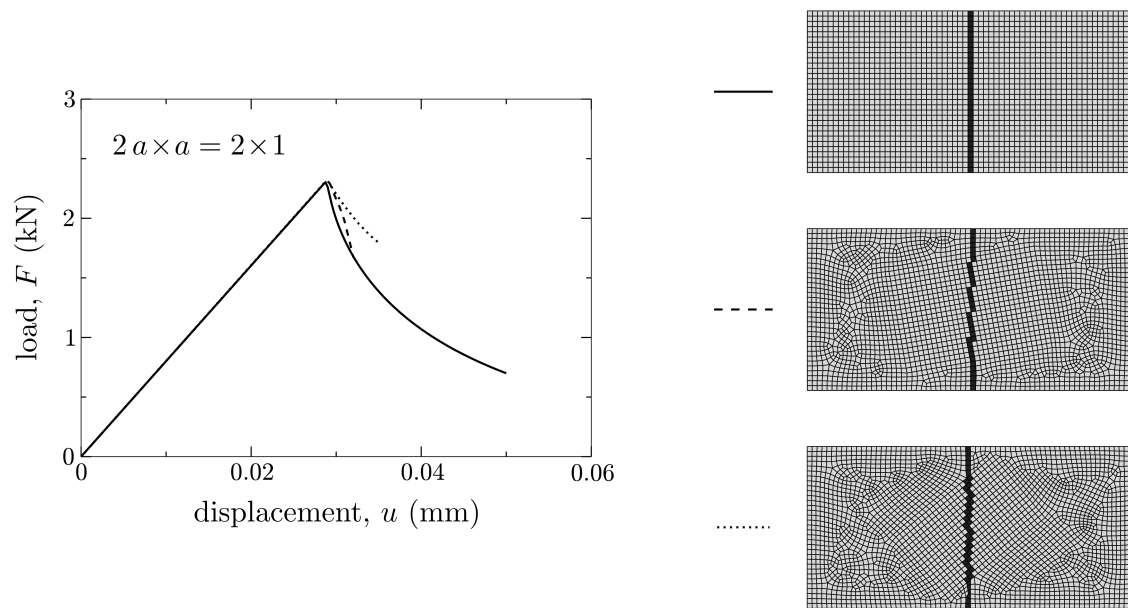 3
2 a×a = 2×1
2
load, F (kN)
1
0
0
0.02
0.04
0.06
displacement, u (mm)